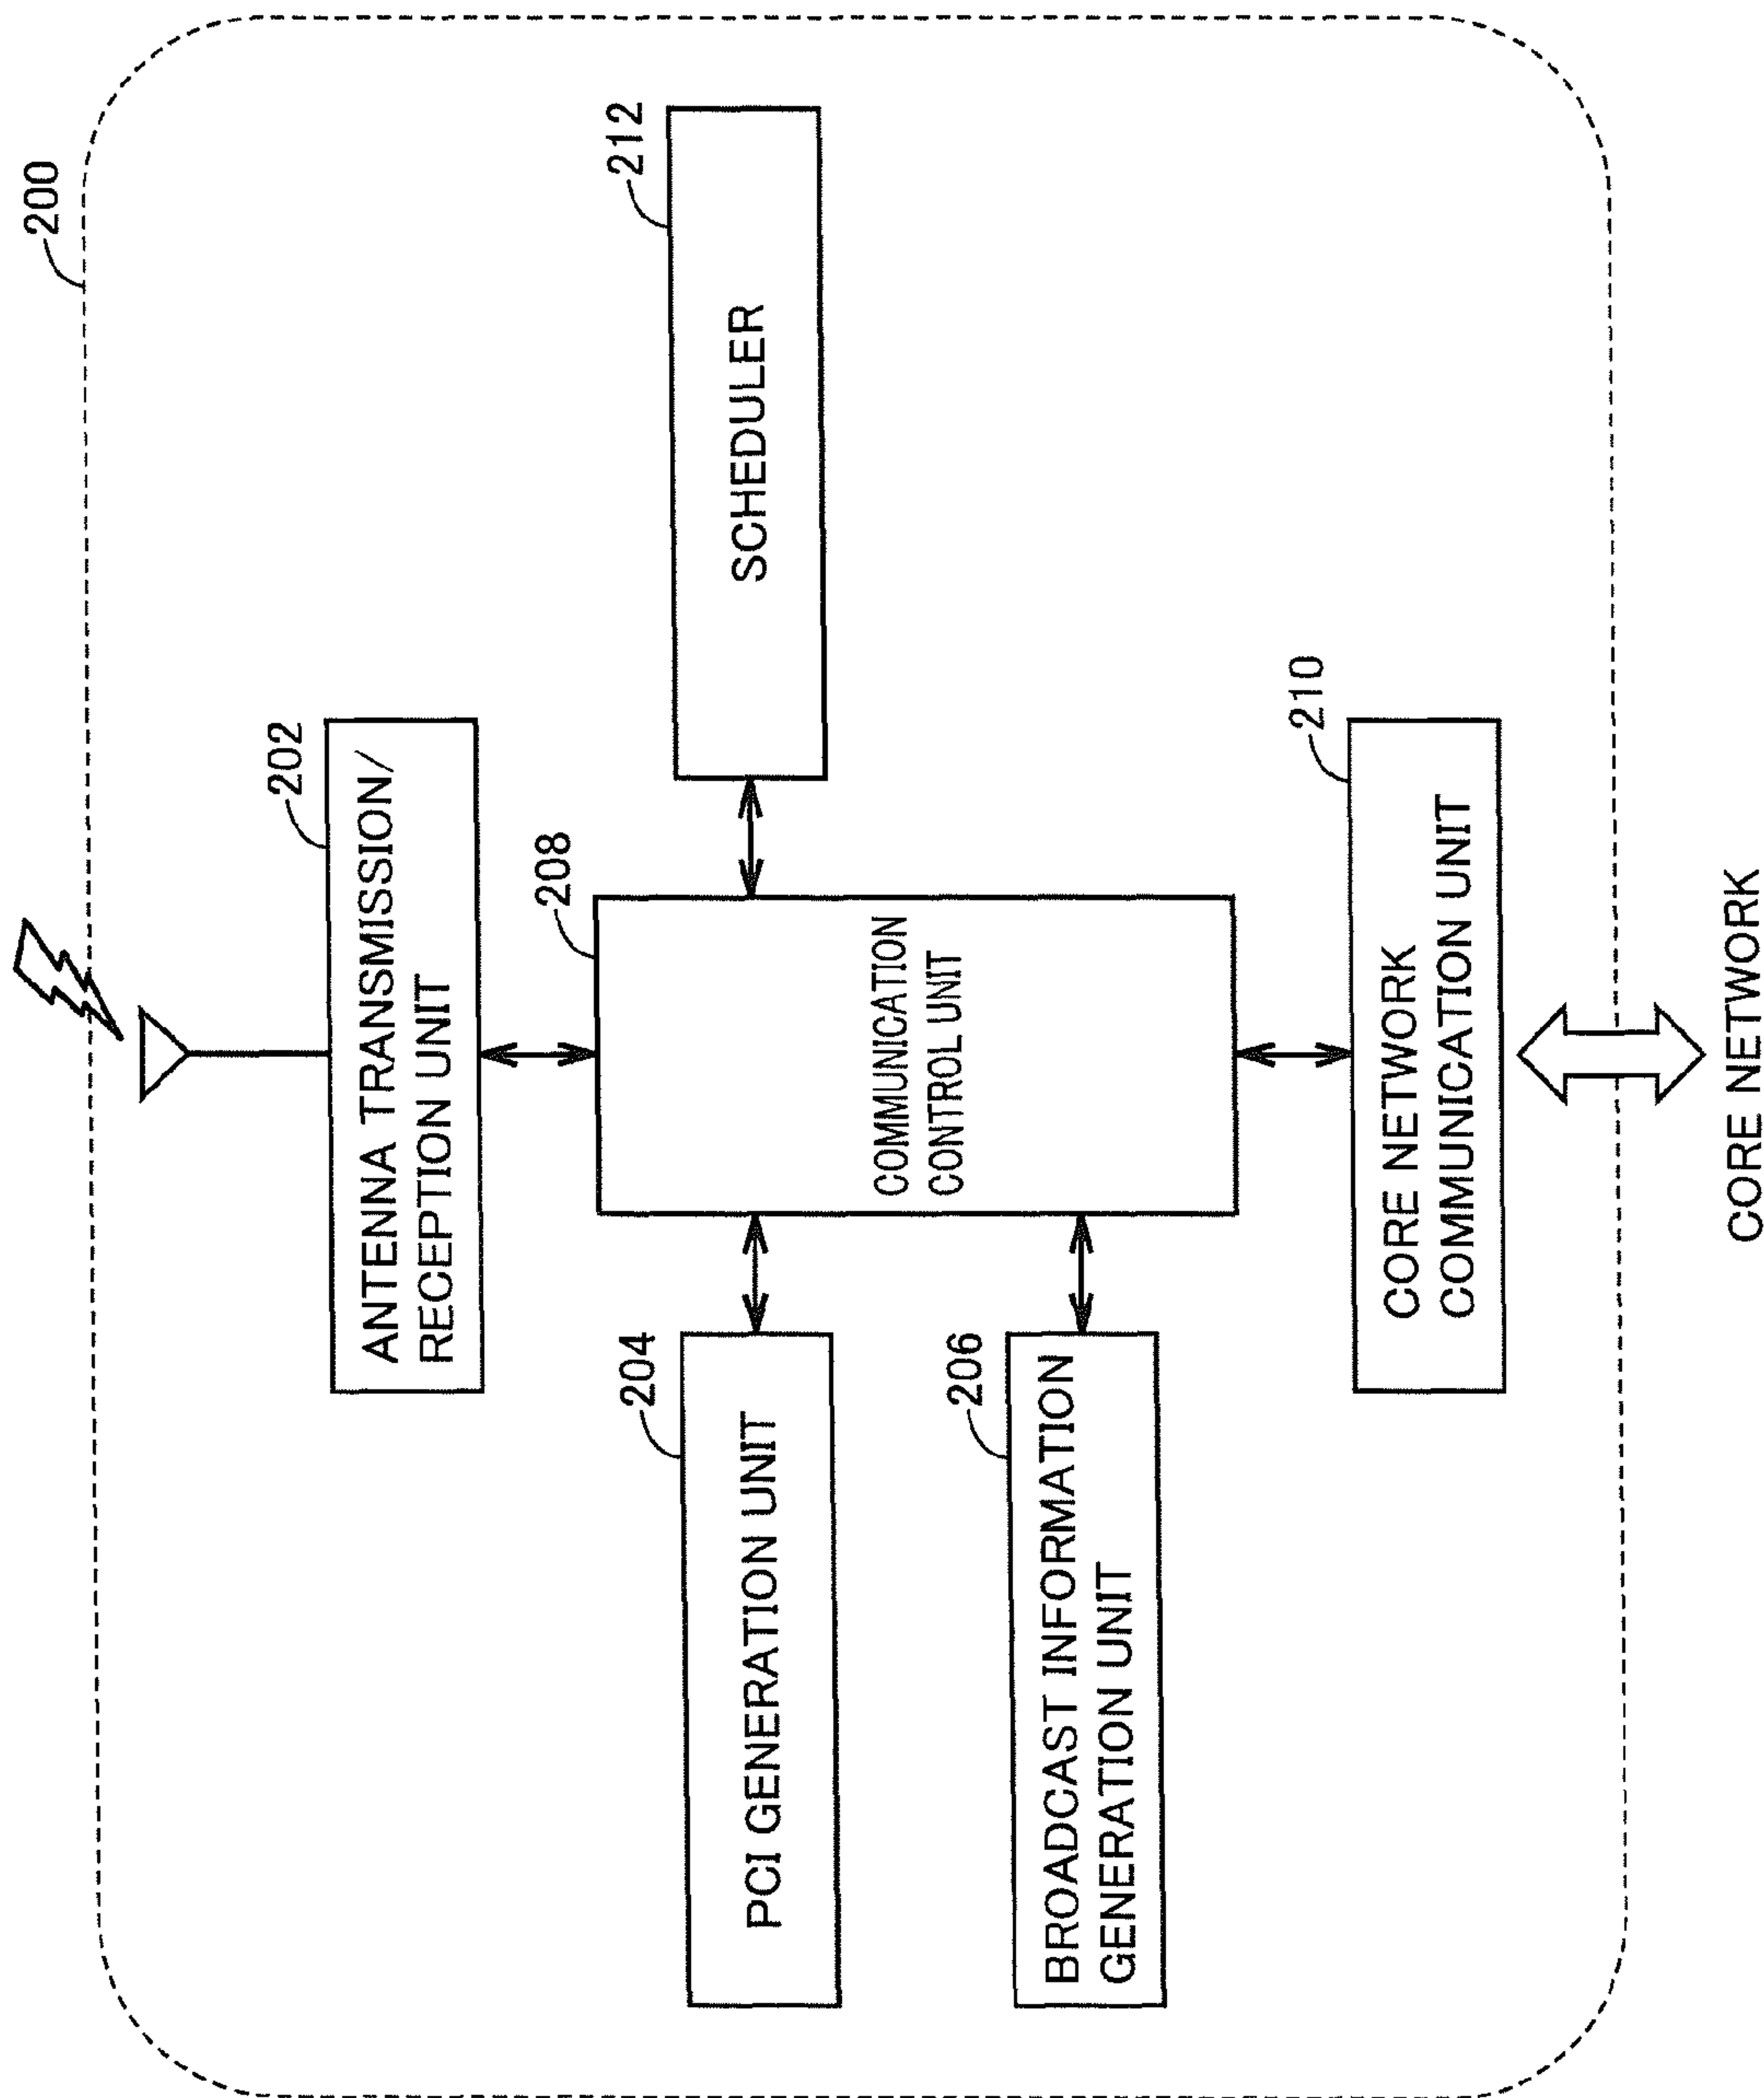 200
202
ANTENNA TRANSMISSION/
RECEPTION UNIT
204
PCI GENERATION UNIT
208
COMMUNICATION
CONTROL UNIT
212
SCHEDULER
206
BROADCAST INFORMATION
GENERATION UNIT
210
CORE NETWORK
COMMUNICATION UNIT
CORE NETWORK